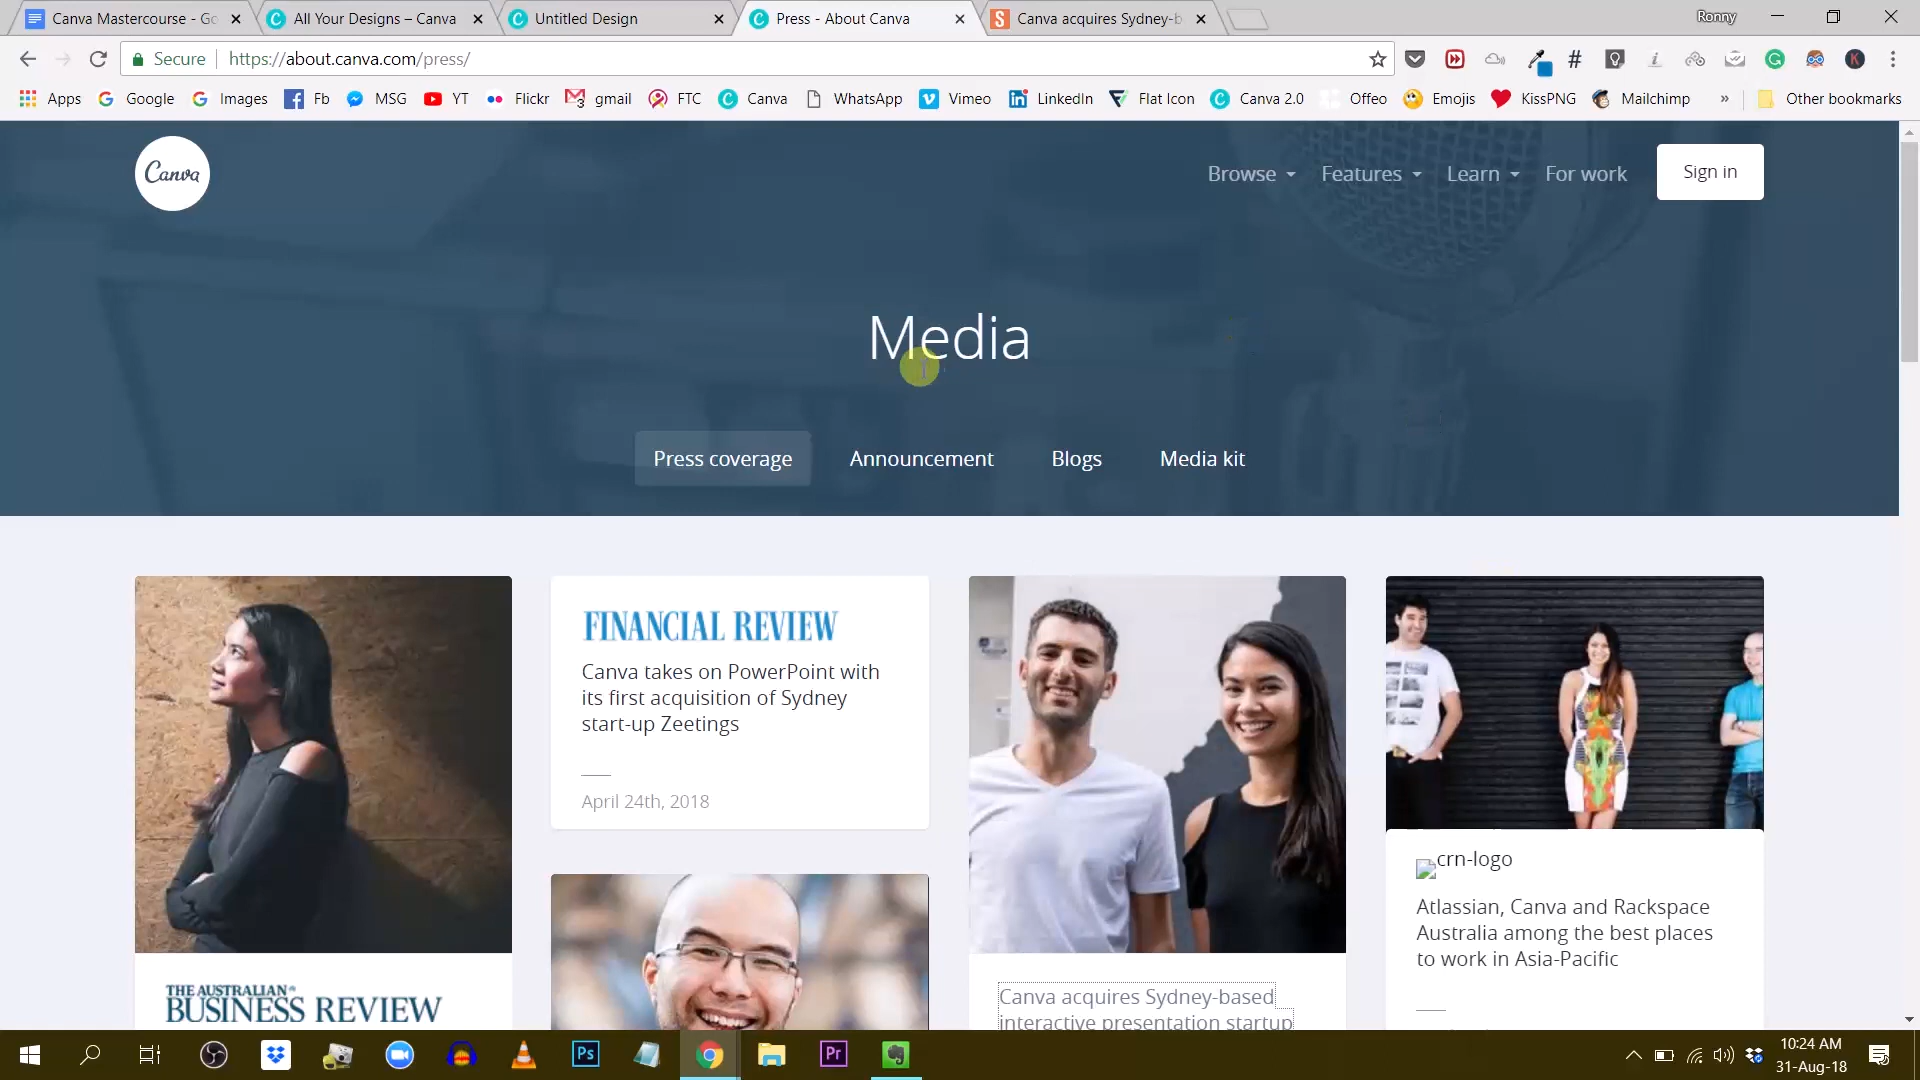 Canva Mastercourse - Go
All Your Designs – Canva
Untitled Design
Press - About Canva
Canva acquires Sydney-b
Ronny
Secure
https://about.canva.com/press/
Apps
Google
Images
Fb
MSG
YT
Flickr
gmail
FTC
Canva
WhatsApp
Vimeo
LinkedIn
Flat Icon
Canva 2.0
Offeo
Emojis
KissPNG
Mailchimp
»
Other bookmarks
Canva
Browse
Features
Learn
For work
Sign in
Media
Press coverage
Announcement
Blogs
Media kit
FINANCIAL REVIEW
Canva takes on PowerPoint with
its first acquisition of Sydney
start-up Zeetings
April 24th, 2018
crn-logo
Atlassian, Canva and Rackspace
Australia among the best places
to work in Asia-Pacific
THE AUSTRALIAN
BUSINESS REVIEW
Canva acquires Sydney-based
interactive presentation startup
Ps
Pr
10:24 AM
31-Aug-18